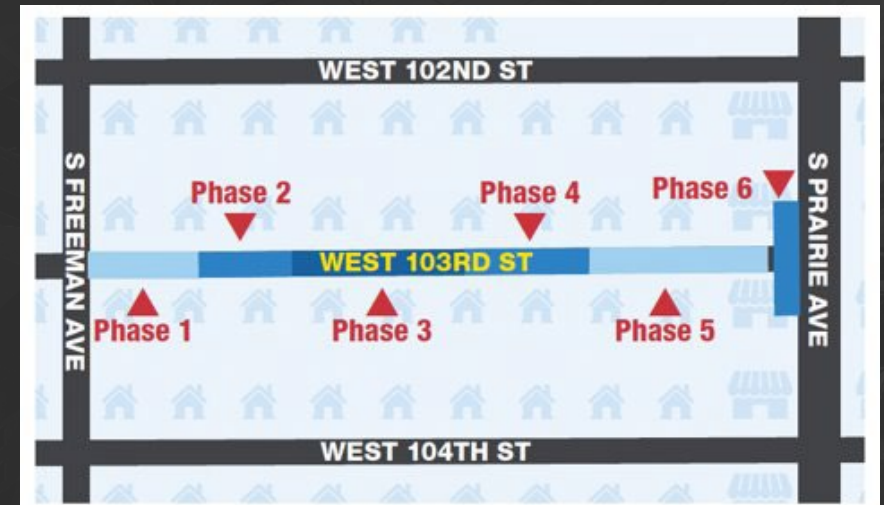 WEST 102ND ST
S FREEMAN AVE
S PRAIRIE AVE
Phase 2
Phase 4
Phase 6
WEST 103RD ST
Phase 1
Phase 3
Phase 5
WEST 104TH ST